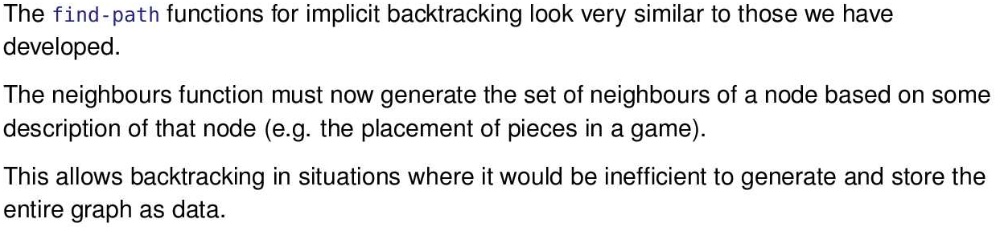 The find-path functions for implicit backtracking look very similar to those we have
developed.
The neighbours function must now generate the set of neighbours of a node based on some
description of that node (e.g. the placement of pieces in a game).
This allows backtracking in situations where it would be inefficient to generate and store the
entire graph as data.